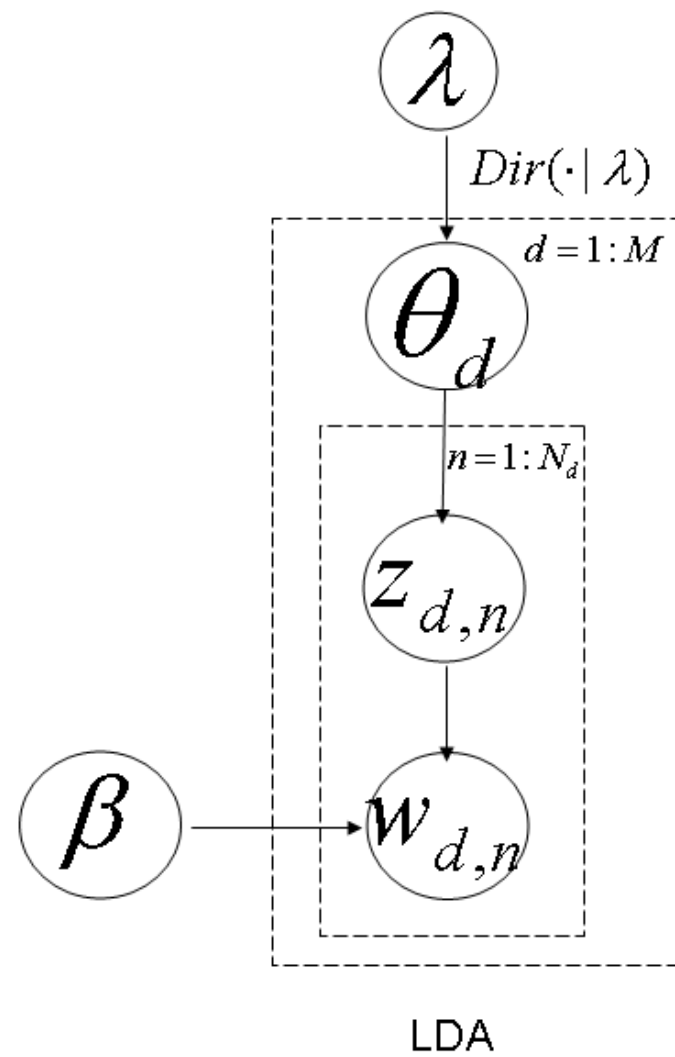 λ
Dir(·| λ)
d = 1 : M
θ_d
n = 1 : N_d
z_{d,n}
β
w_{d,n}
LDA